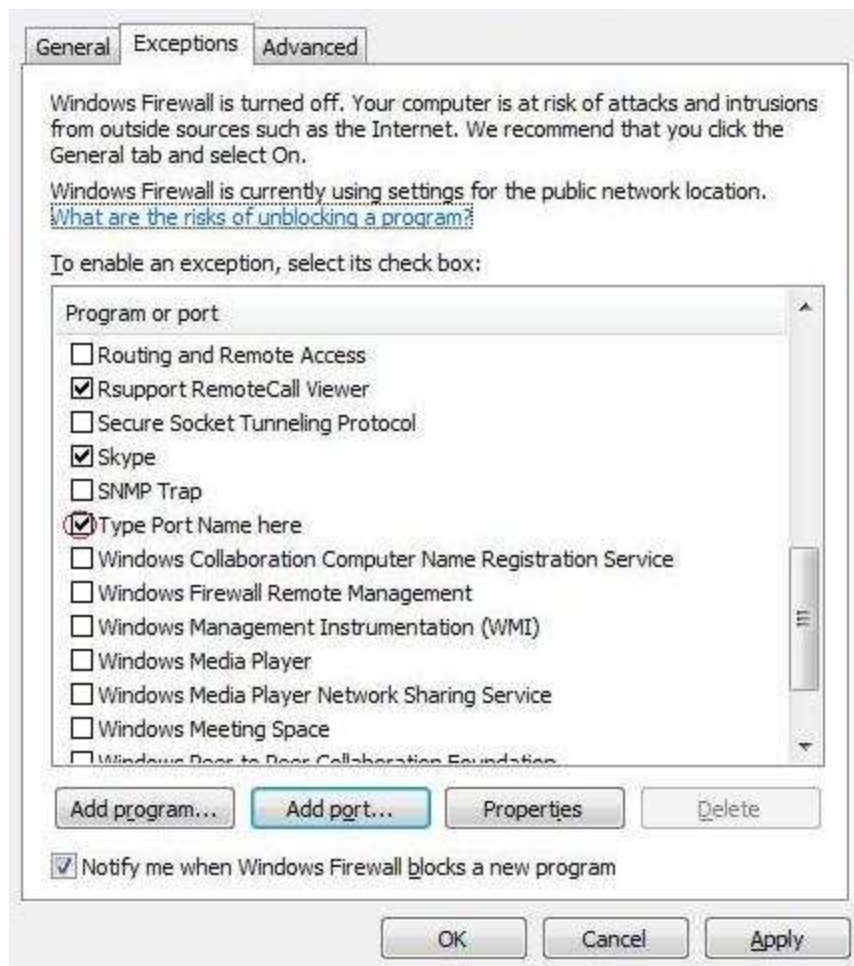 General Exceptions Advanced
Windows Firewall is turned off. Your computer is at risk of attacks and intrusions
from outside sources such as the Internet. We recommend that you click the
General tab and select On.
Windows Firewall is currently using settings for the public network location.
What are the risks of unblocking a program?
To enable an exception, select its check box:
Program or port
Routing and Remote Access
Rsupport RemoteCall Viewer
Secure Socket Tunneling Protocol
Skype
SNMP Trap
Type Port Name here
Windows Collaboration Computer Name Registration Service
Windows Firewall Remote Management
Windows Management Instrumentation (WMI)
Windows Media Player
Windows Media Player Network Sharing Service
Windows Meeting Space
Windows Peer to Peer Collaboration Foundation
Add program... Add port... Properties Delete
Notify me when Windows Firewall blocks a new program
OK Cancel Apply